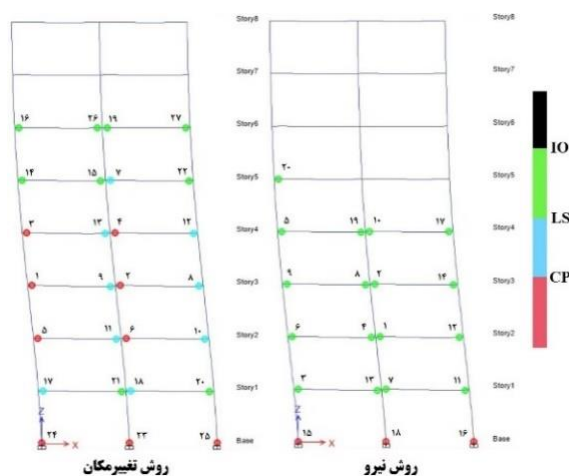 Story8 Story8
Story7 Story7
۱۶ ۲۶ ۱۹ ۲۷ Story6 Story6
IO
۱۴ ۱۵ ۷ ۲۲ Story5 ۲۰ Story5
LS
۳ ۱۳ ۴ ۱۲ Story4 ۵ ۱۹ ۱۰ ۱۷ Story4
CP
۱ ۹ ۲ ۸ Story3 ۹ ۸ ۲ ۱۴ Story3
۵ ۱۱ ۶ ۱۰ Story2 ۶ ۴ ۱ ۱۲ Story2
۱۷ ۲۱ ۱۸ ۲۰ Story1 ۳ ۱۳ ۷ ۱۱ Story1
Z Z
X Base X Base
۲۴ ۲۳ ۲۵ ۱۵ ۱۸ ۱۶
روش تغییرمکان
روش نیرو